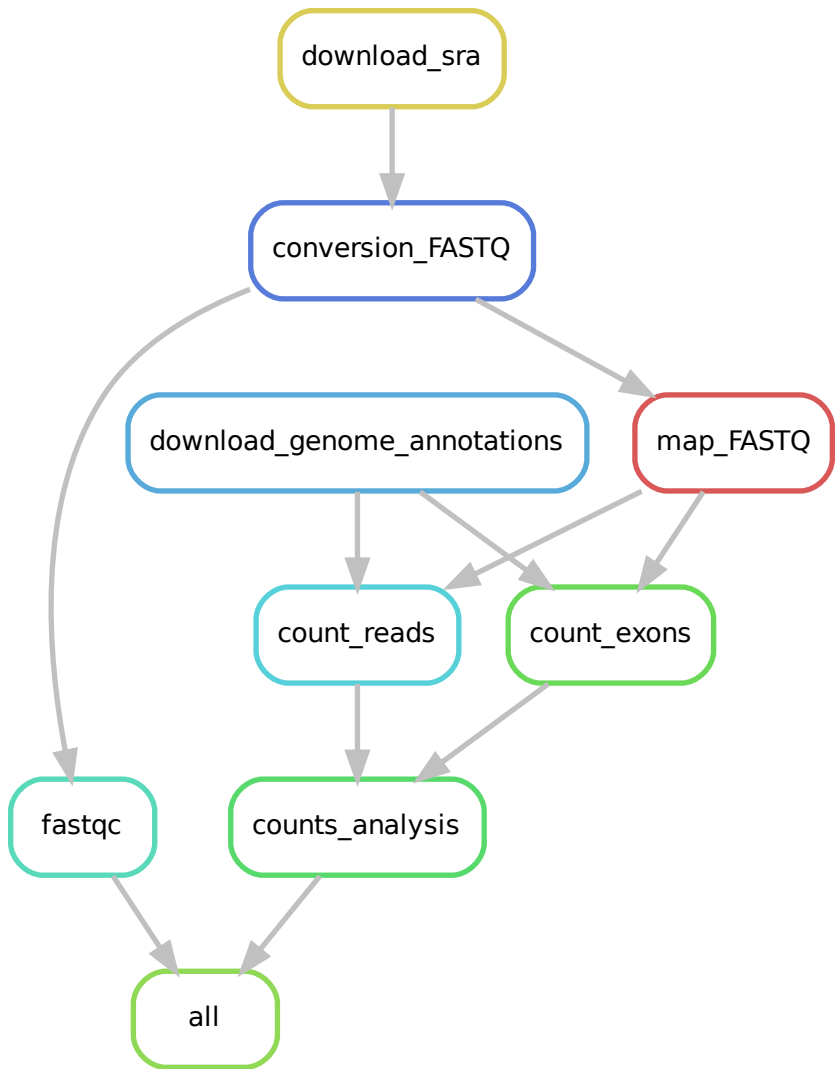 download_sra
conversion_FASTQ
download_genome_annotations
map_FASTQ
count_reads
count_exons
fastqc
counts_analysis
all